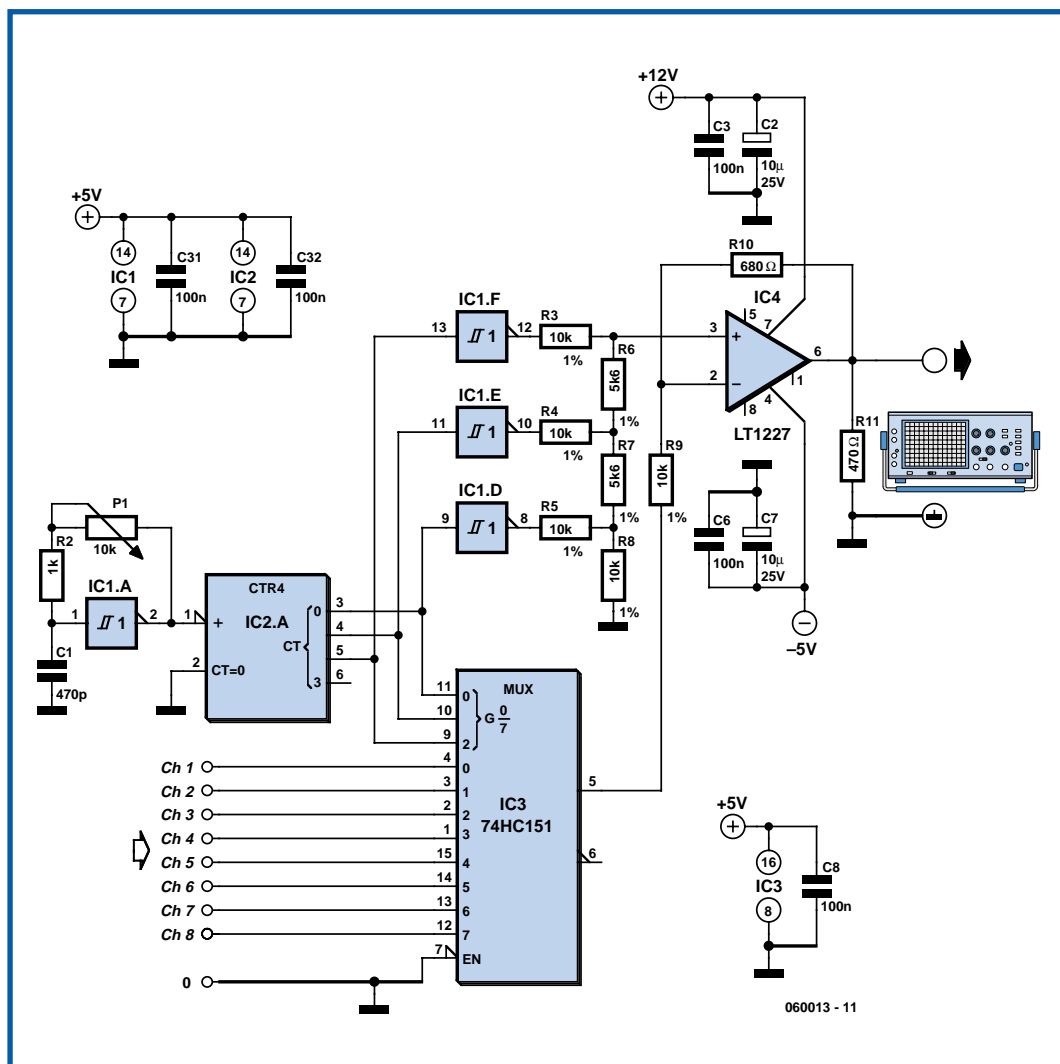 +12V
C3
100n
C2
10µ
25V
+5V
14
IC1
7
C31
100n
14
IC2
7
C32
100n
R10
680 Ω
IC4
IC1.F
13
1
12
R3
10k
1%
R6
5k6
1%
3
+
2
−
5
7
6
1
4
8
LT1227
IC1.E
11
1
10
R4
10k
1%
R7
5k6
1%
R9
10k
1%
R11
470 Ω
IC1.D
9
1
8
R5
10k
1%
R8
10k
1%
C6
100n
C7
10µ
25V
−5V
P1
10k
R2
1k
IC1.A
1
1
2
C1
470p
CTR4
IC2.A
1
+
2
CT=0
CT
0
3
3
4
5
6
MUX
11
0
10
G 0
7
9
2
Ch 1
4
0
Ch 2
3
1
Ch 3
2
2
Ch 4
1
3
Ch 5
15
4
Ch 6
14
5
Ch 7
13
6
Ch 8
12
7
7
EN
0
IC3
74HC151
5
6
+5V
16
IC3
8
C8
100n
060013 - 11